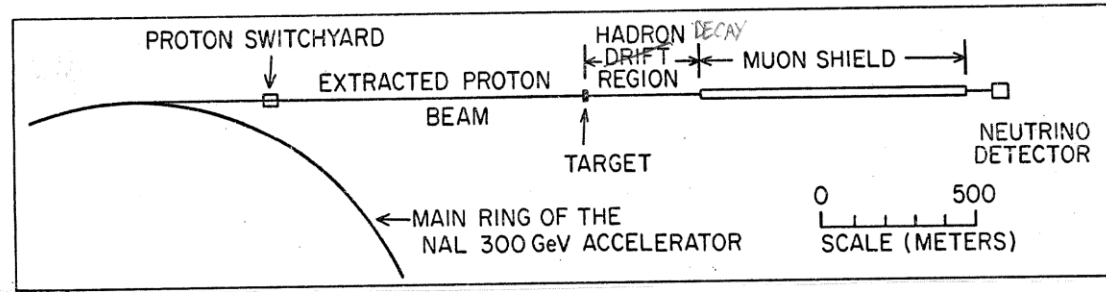 PROTON SWITCHYARD
HADRON DECAY
DRIFT
REGION
MUON SHIELD
EXTRACTED PROTON
BEAM
TARGET
NEUTRINO
DETECTOR
MAIN RING OF THE
NAL 300 GeV ACCELERATOR
0 500
SCALE (METERS)